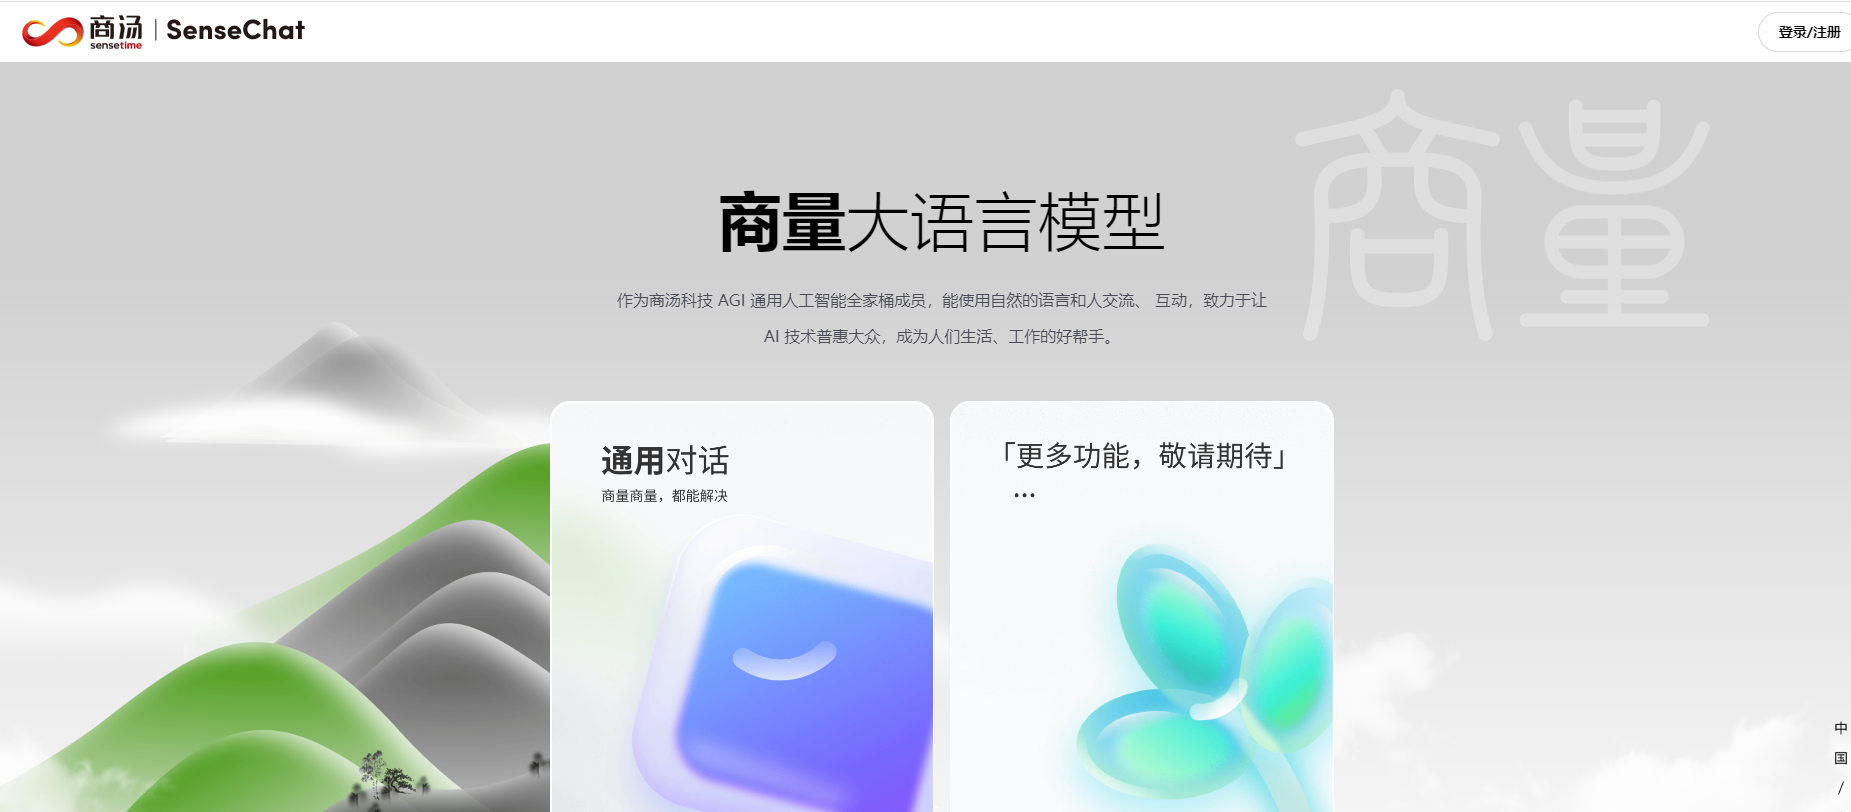 商汤
sensetime
SenseChat
登录/注册
商量
商量大语言模型
作为商汤科技 AGI 通用人工智能全家桶成员，能使用自然的语言和人交流、 互动，致力于让
AI 技术普惠大众，成为人们生活、工作的好帮手。
通用对话
商量商量，都能解决
「更多功能，敬请期待」
...
中
国
/